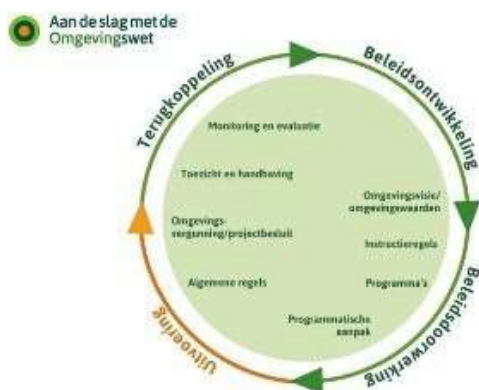 Aan de slag met de
Omgevingswet
Terugkoppeling
Beleidsontwikkeling
Monitoring en evaluatie
Toezicht en handhaving
Omgevingsvisie/
omgevingswaarden
Omgevings-
vergunning/projectbesluit
Instructieregels
Algemene regels
Programma's
Programmatische
aanpak
Uitvoering
Beleidsdoorwerking